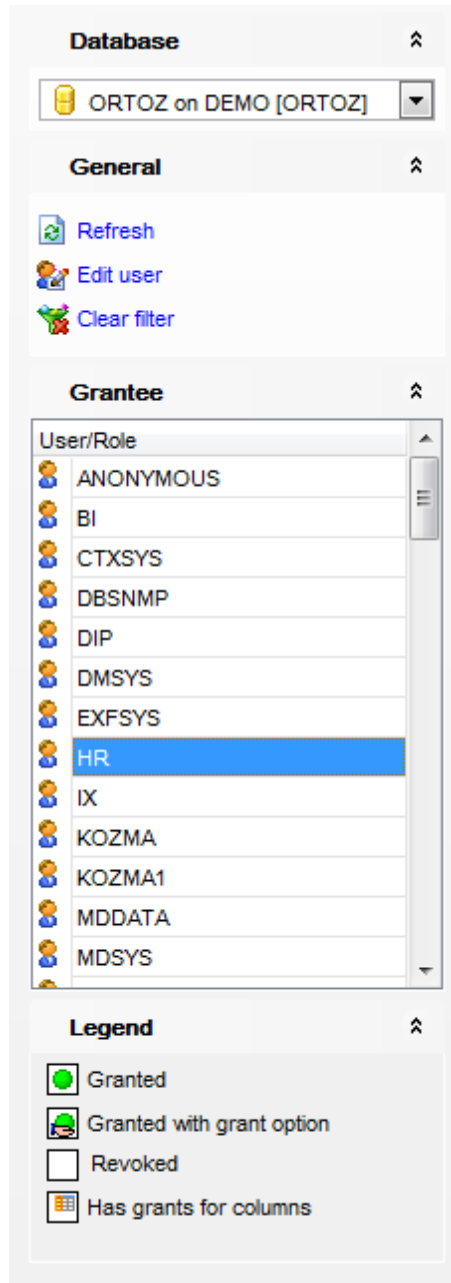 Database
ORTOZ on DEMO [ORTOZ]
General
Refresh
Edit user
Clear filter
Grantee
User/Role
ANONYMOUS
BI
CTXSYS
DBSNMP
DIP
DMSYS
EXFSYS
HR
IX
KOZMA
KOZMA1
MDDATA
MDSYS
Legend
Granted
Granted with grant option
Revoked
Has grants for columns